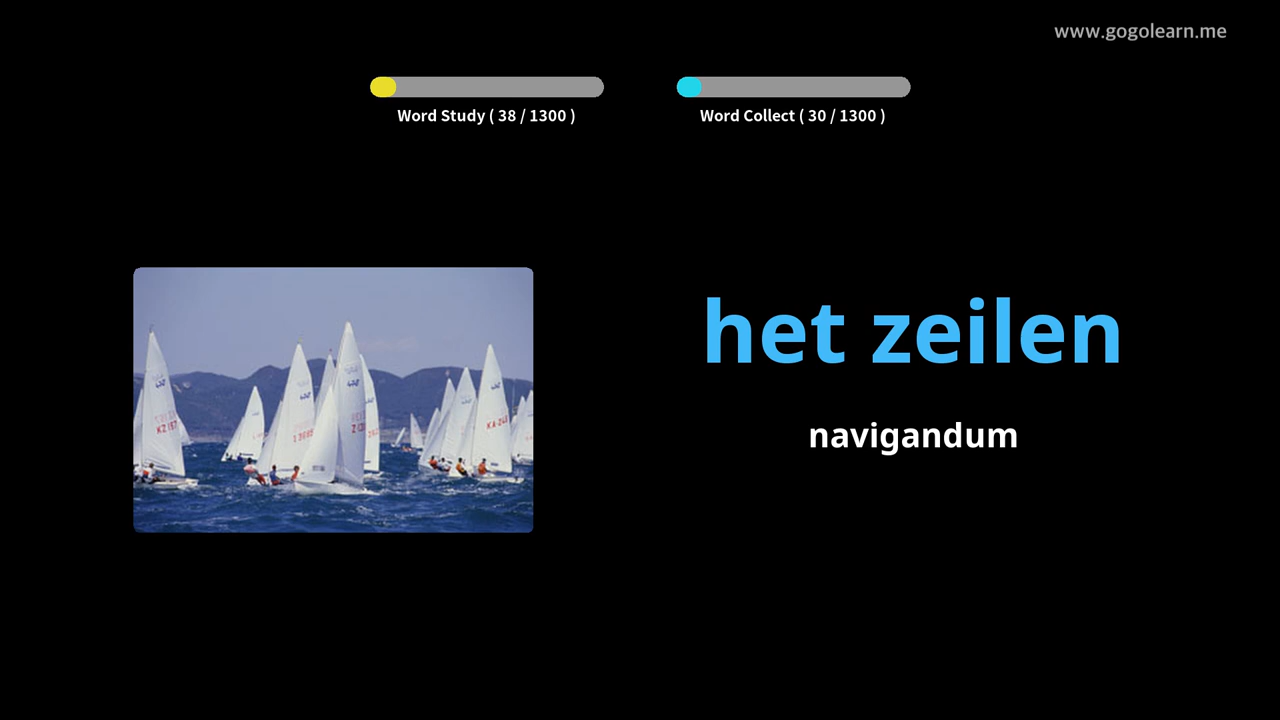 www.gogolearn.me
Word Study ( 38 / 1300 )
Word Collect ( 30 / 1300 )
het zeilen
navigandum